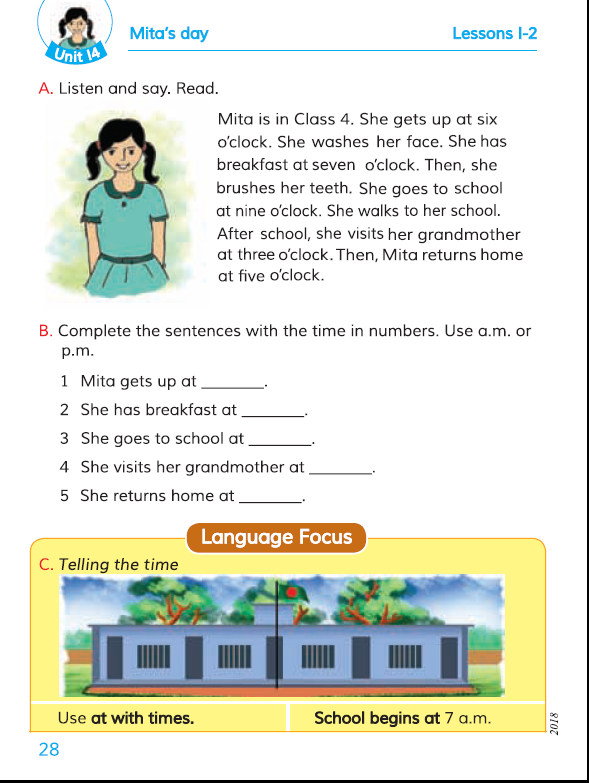 Unit 14
Mita's day
Lessons 1-2
A. Listen and say. Read.
Mita is in Class 4. She gets up at six
o'clock. She washes her face. She has
breakfast at seven o'clock. Then, she
brushes her teeth. She goes to school
at nine o'clock. She walks to her school.
After school, she visits her grandmother
at three o'clock. Then, Mita returns home
at five o'clock.
B. Complete the sentences with the time in numbers. Use a.m. or
p.m.
1 Mita gets up at _______.
2 She has breakfast at _______.
3 She goes to school at _______.
4 She visits her grandmother at _______.
5 She returns home at _______.
Language Focus
C. Telling the time
Use at with times.
School begins at 7 a.m.
2018
28